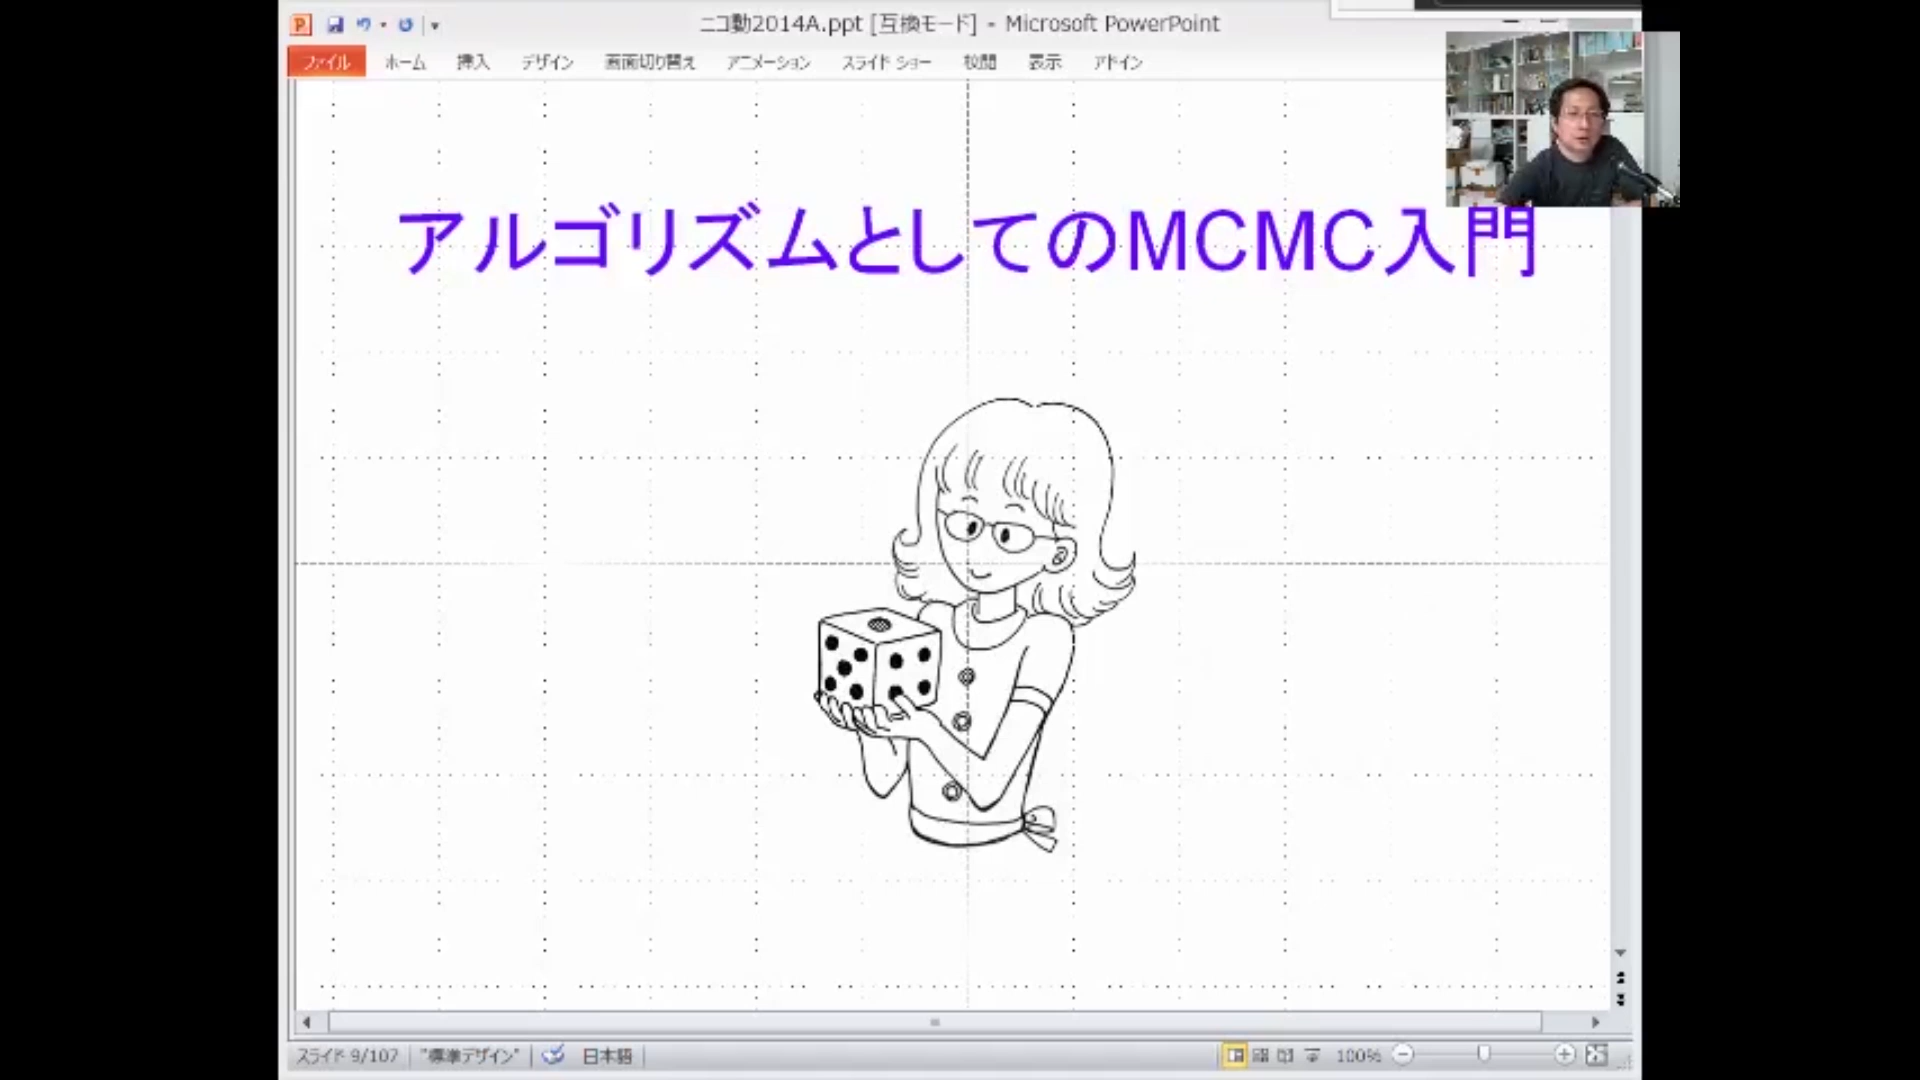 ニコ動2014A.ppt [互換モード] - Microsoft PowerPoint
ファイル ホーム 挿入 デザイン 画面切り替え アニメーション スライド ショー 校閲 表示 アドイン
アルゴリズムとしてのMCMC入門
スライド 9/107 "標準デザイン" 日本語 100%